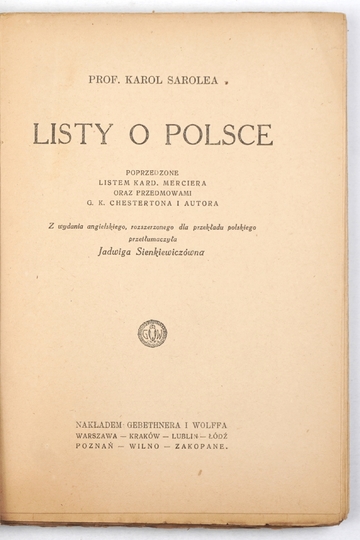 PROF. KAROL SAROLEA
LISTY O POLSCE
POPRZEDZONE
LISTEM KARD. MERCIERA
ORAZ PRZEDMOWAMI
G. K. CHESTERTONA I AUTORA
Z wydania angielskiego, rozszerzonego dla przekładu polskiego
przetłumaczyła
Jadwiga Sienkiewiczówna
G W
NAKŁADEM GEBETHNERA I WOLFFA
WARSZAWA — KRAKÓW — LUBLIN — ŁÓDŹ
POZNAŃ — WILNO — ZAKOPANE.